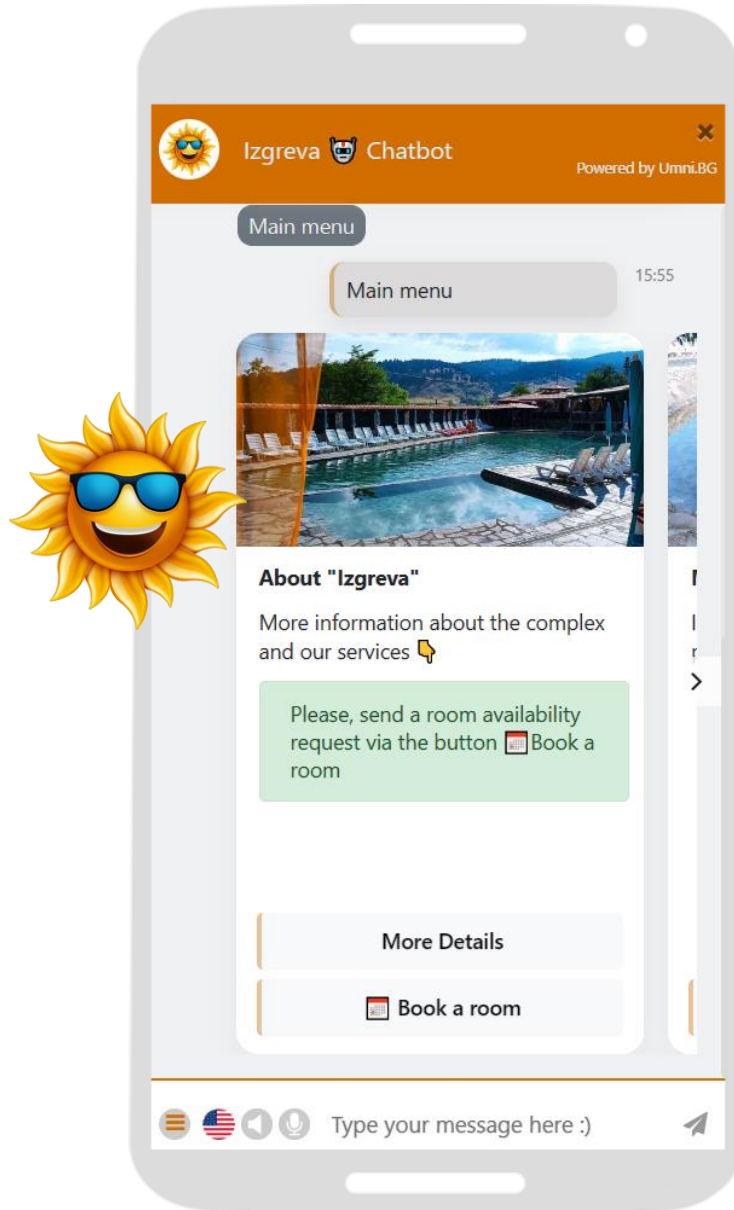 Izgreva 🤖 Chatbot
Powered by Umni.BG
Main menu
Main menu
15:55
About "Izgreva"
More information about the complex
and our services 👇
Please, send a room availability
request via the button 📅Book a
room
More Details
📅 Book a room
Type your message here :)